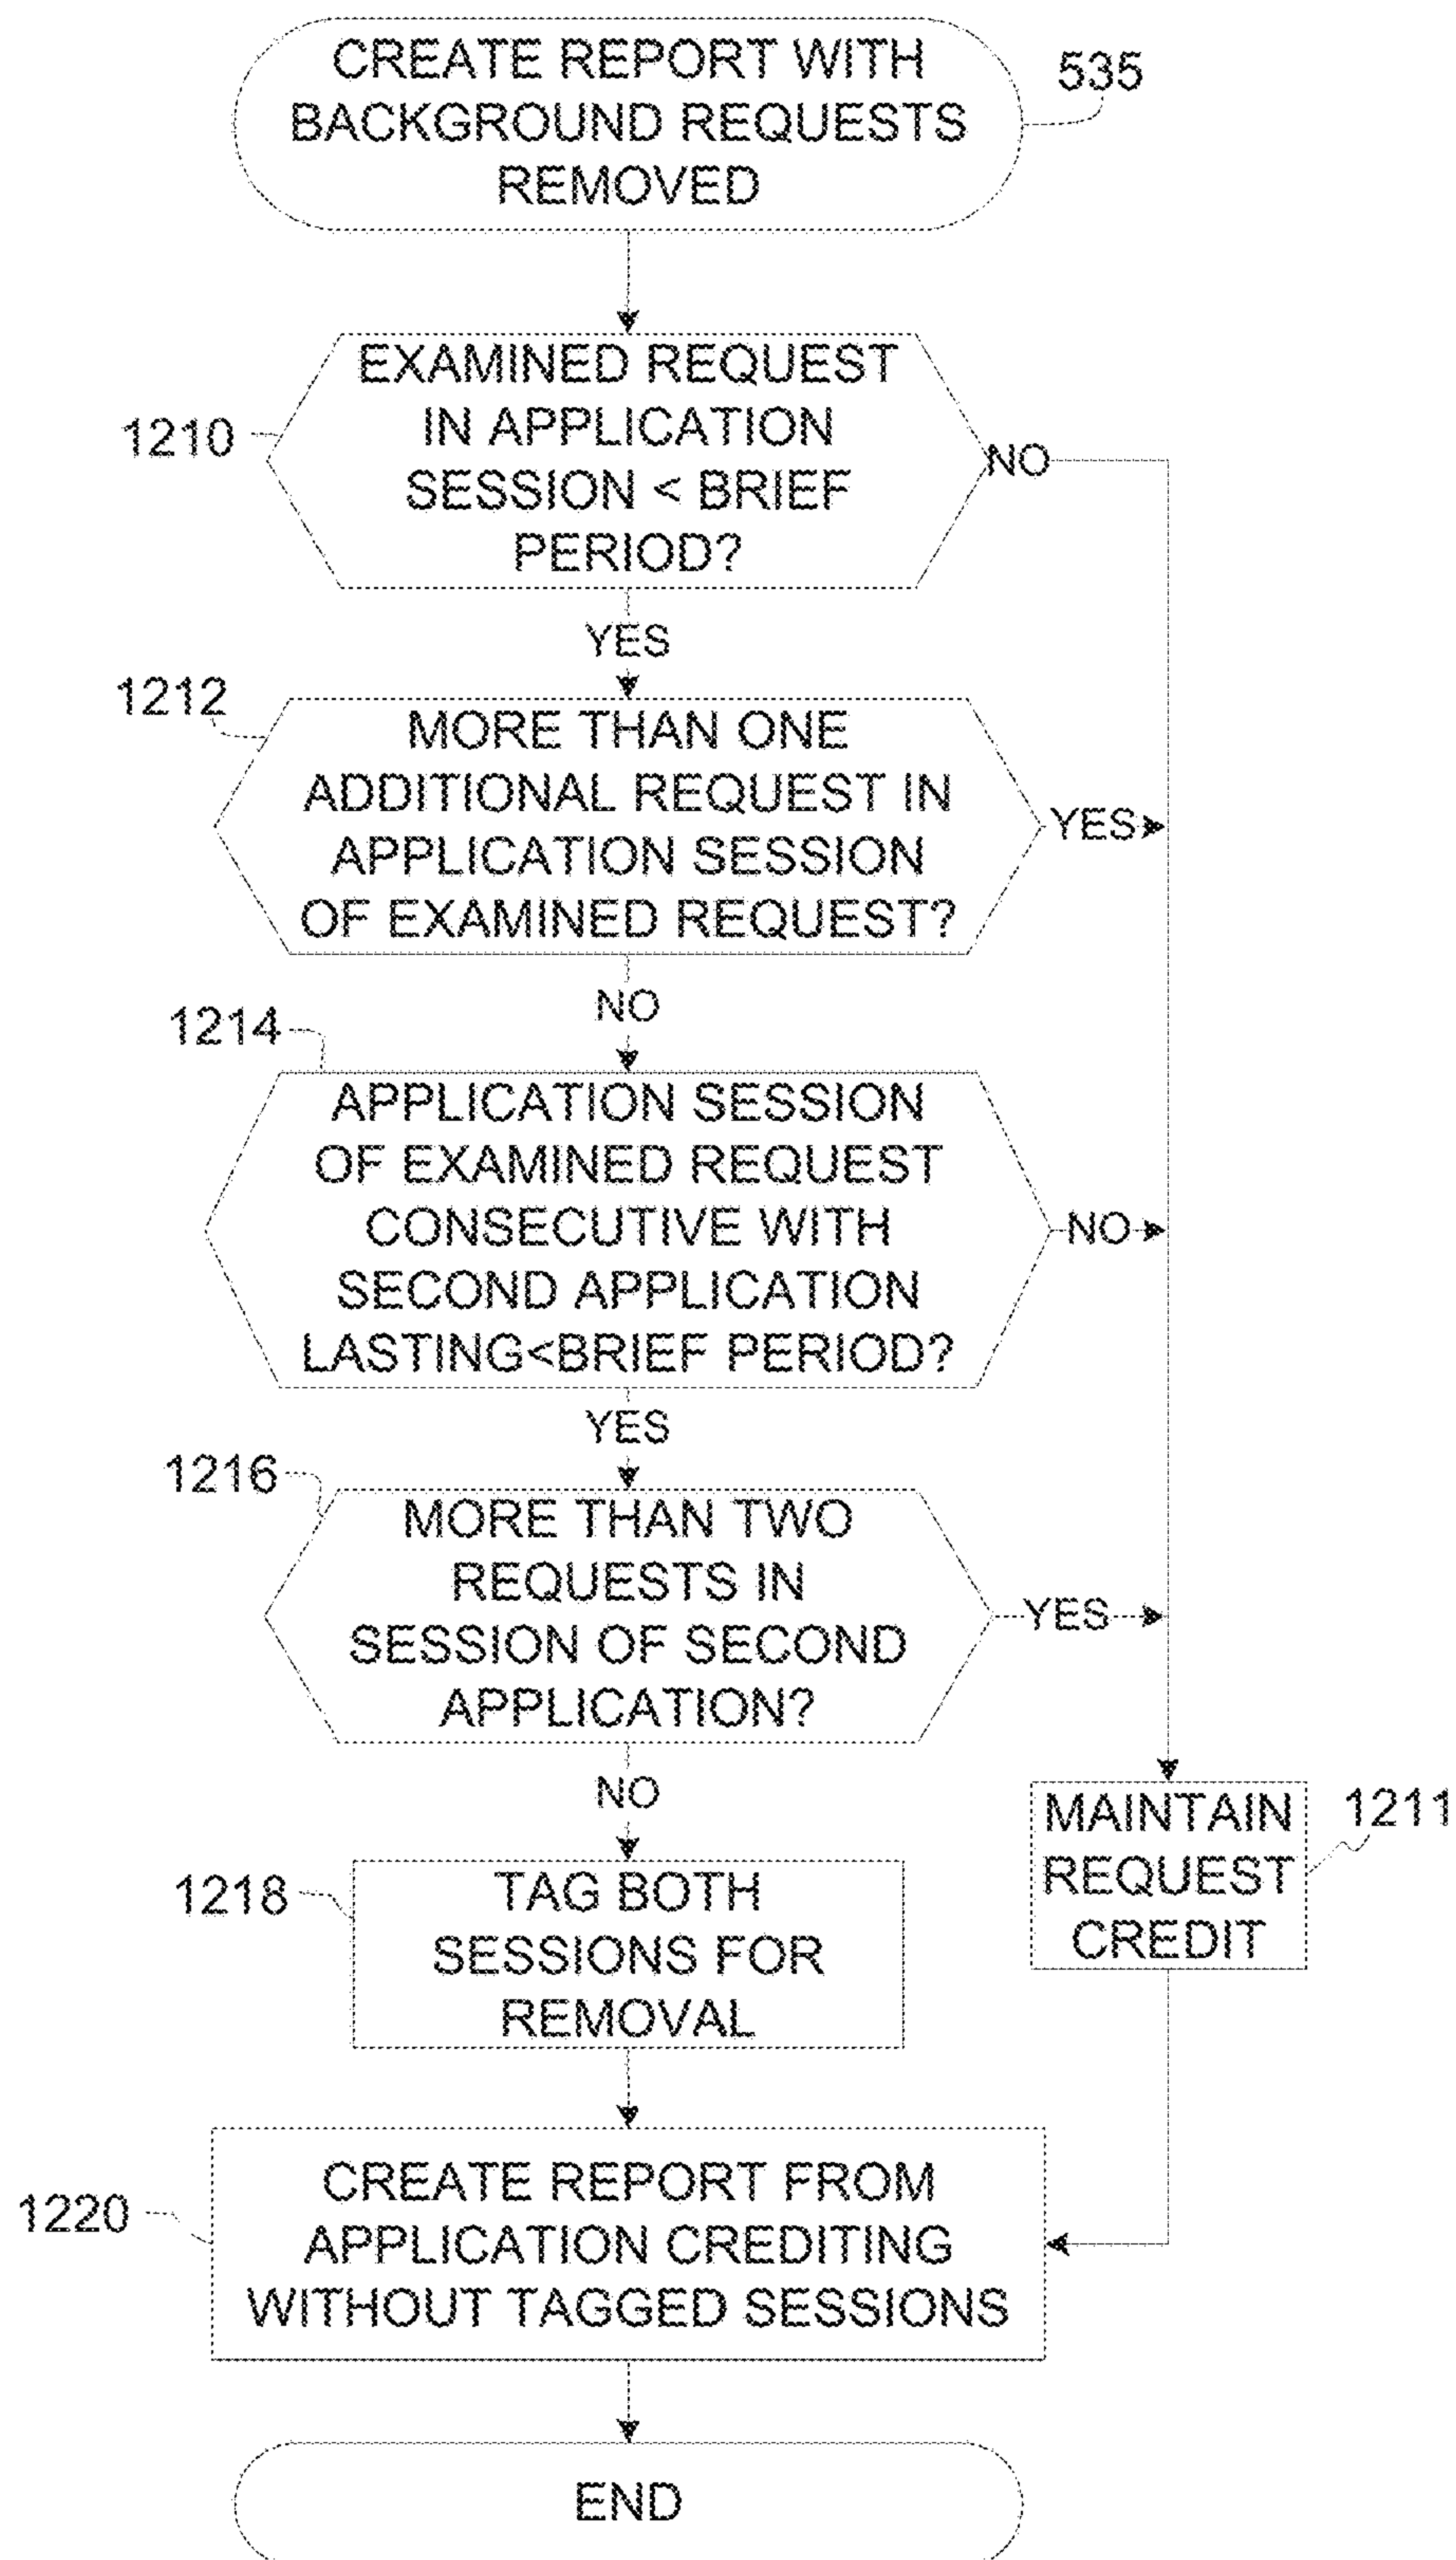 CREATE REPORT WITH
BACKGROUND REQUESTS
REMOVED
535
EXAMINED REQUEST
IN APPLICATION
SESSION < BRIEF
PERIOD?
1210
NO
YES
1212
MORE THAN ONE
ADDITIONAL REQUEST IN
APPLICATION SESSION
OF EXAMINED REQUEST?
YES
NO
1214
APPLICATION SESSION
OF EXAMINED REQUEST
CONSECUTIVE WITH
SECOND APPLICATION
LASTING<BRIEF PERIOD?
NO
YES
1216
MORE THAN TWO
REQUESTS IN
SESSION OF SECOND
APPLICATION?
YES
NO
MAINTAIN
REQUEST
CREDIT
1211
1218
TAG BOTH
SESSIONS FOR
REMOVAL
1220
CREATE REPORT FROM
APPLICATION CREDITING
WITHOUT TAGGED SESSIONS
END